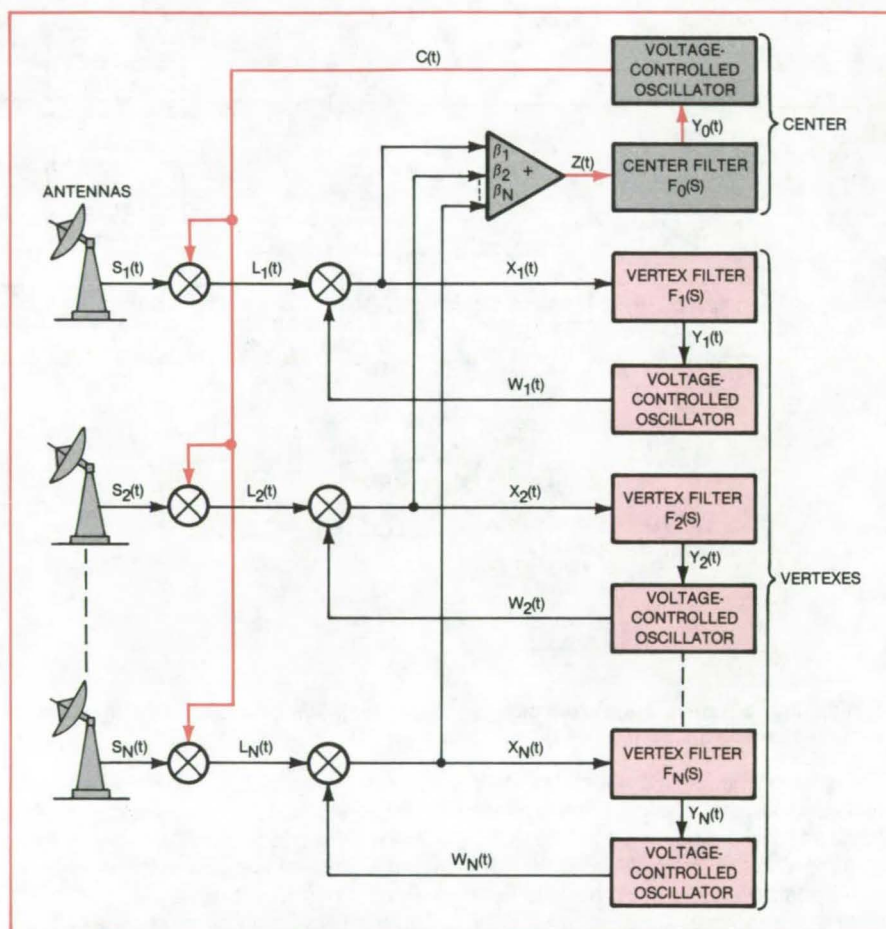 VOLTAGE-
CONTROLLED
OSCILLATOR
C(t)
Y0(t)
CENTER
β1
β2
βN
+
Z(t)
CENTER FILTER
F0(S)
ANTENNAS
S1(t)
L1(t)
X1(t)
VERTEX FILTER
F1(S)
Y1(t)
W1(t)
VOLTAGE-
CONTROLLED
OSCILLATOR
S2(t)
L2(t)
X2(t)
VERTEX FILTER
F2(S)
Y2(t)
W2(t)
VOLTAGE-
CONTROLLED
OSCILLATOR
VERTEXES
SN(t)
LN(t)
XN(t)
VERTEX FILTER
FN(S)
YN(t)
WN(t)
VOLTAGE-
CONTROLLED
OSCILLATOR